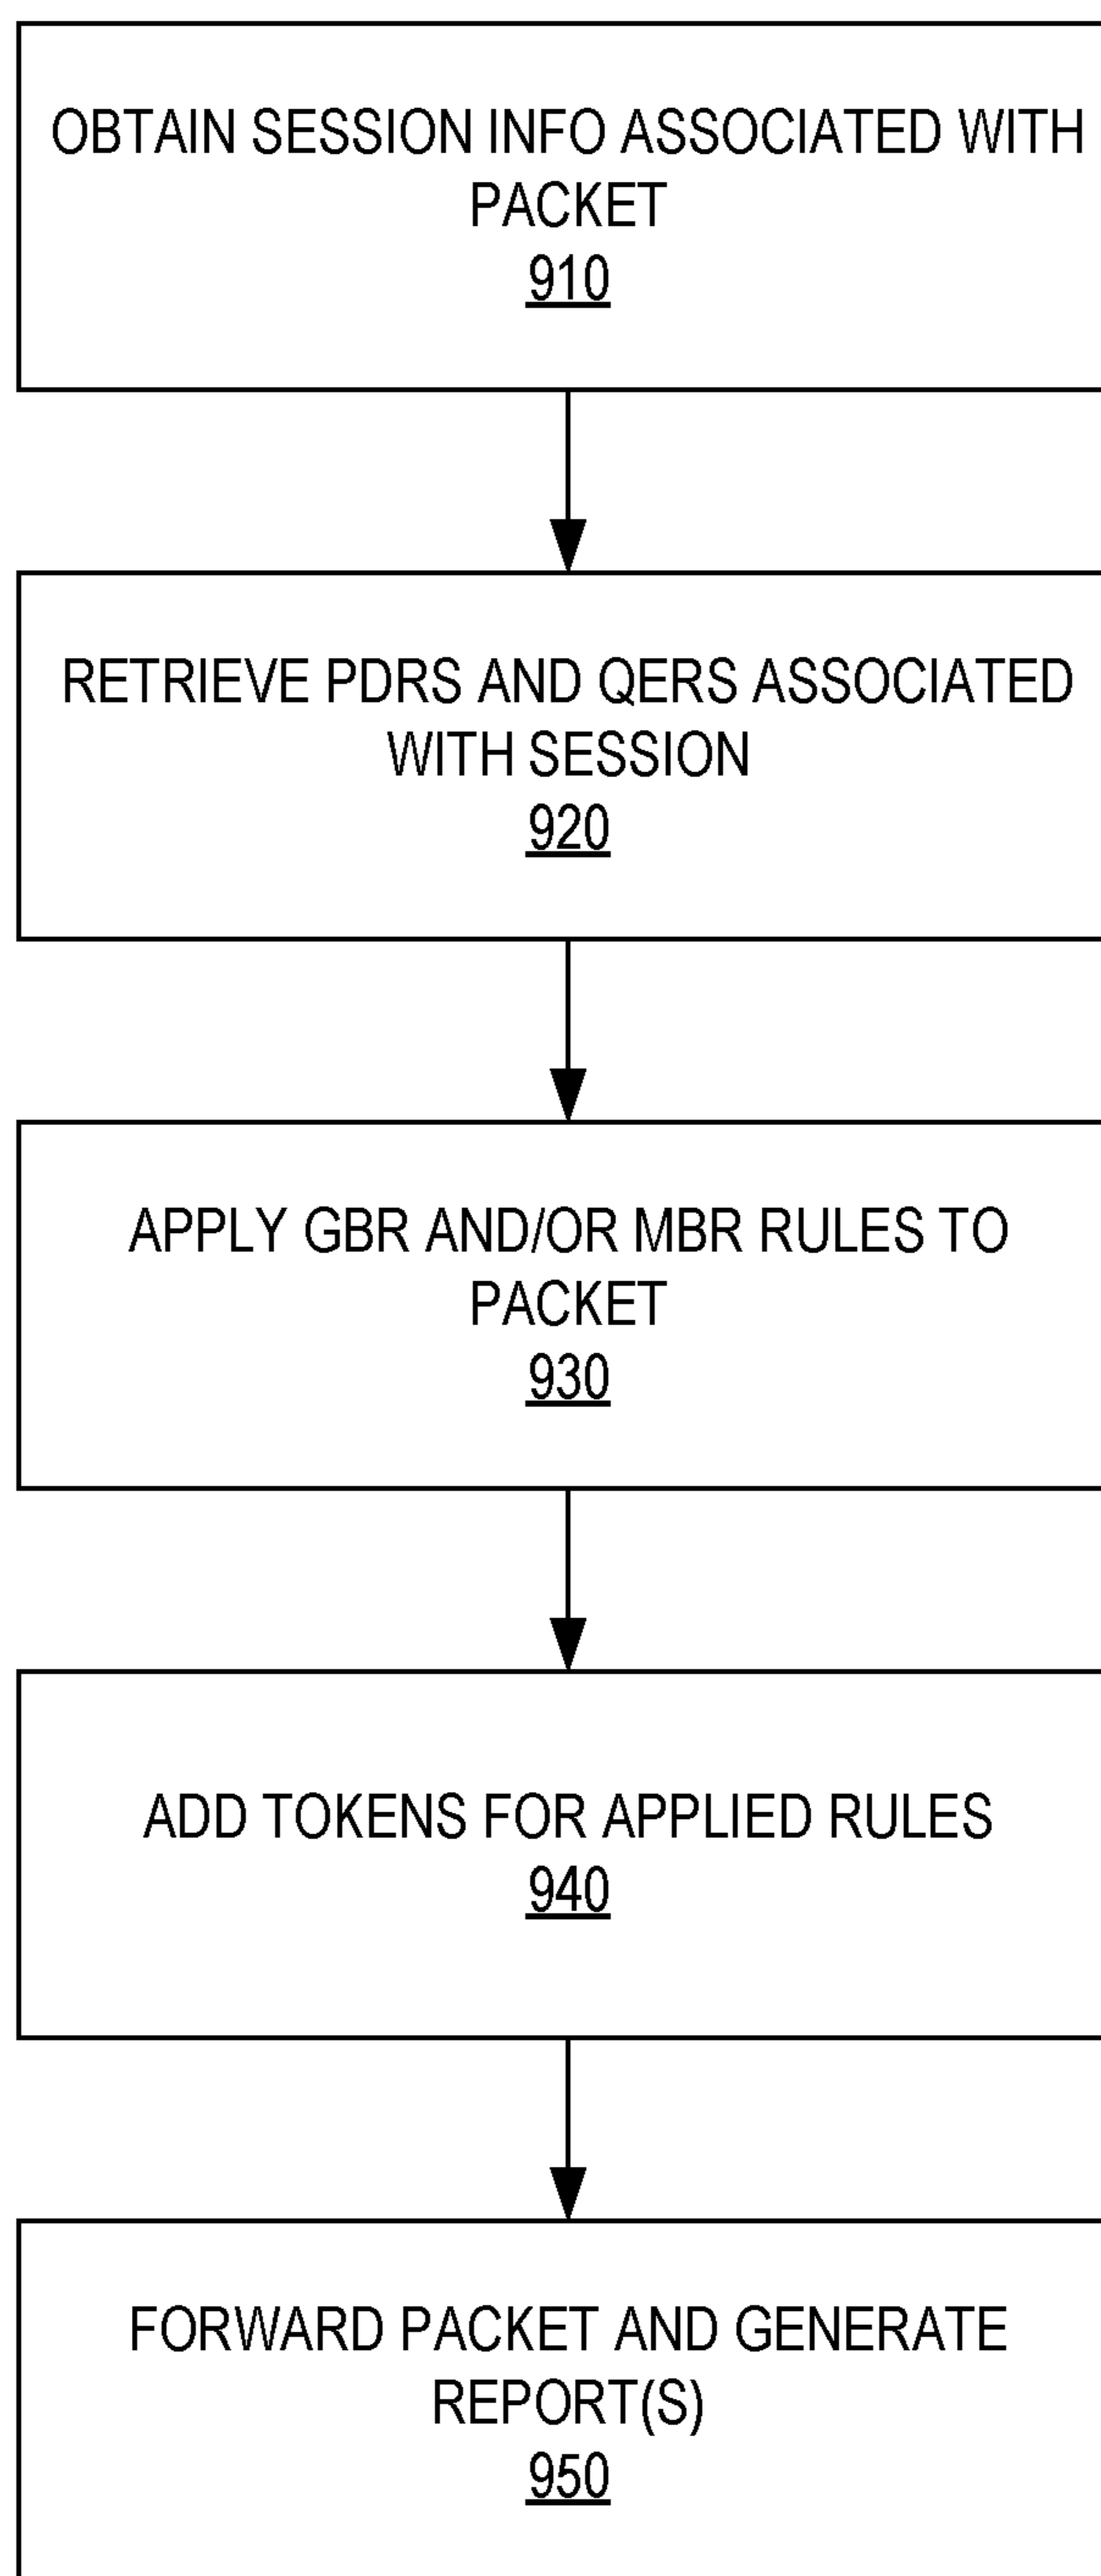 OBTAIN SESSION INFO ASSOCIATED WITH
PACKET
910
RETRIEVE PDRS AND QERS ASSOCIATED
WITH SESSION
920
APPLY GBR AND/OR MBR RULES TO
PACKET
930
ADD TOKENS FOR APPLIED RULES
940
FORWARD PACKET AND GENERATE
REPORT(S)
950